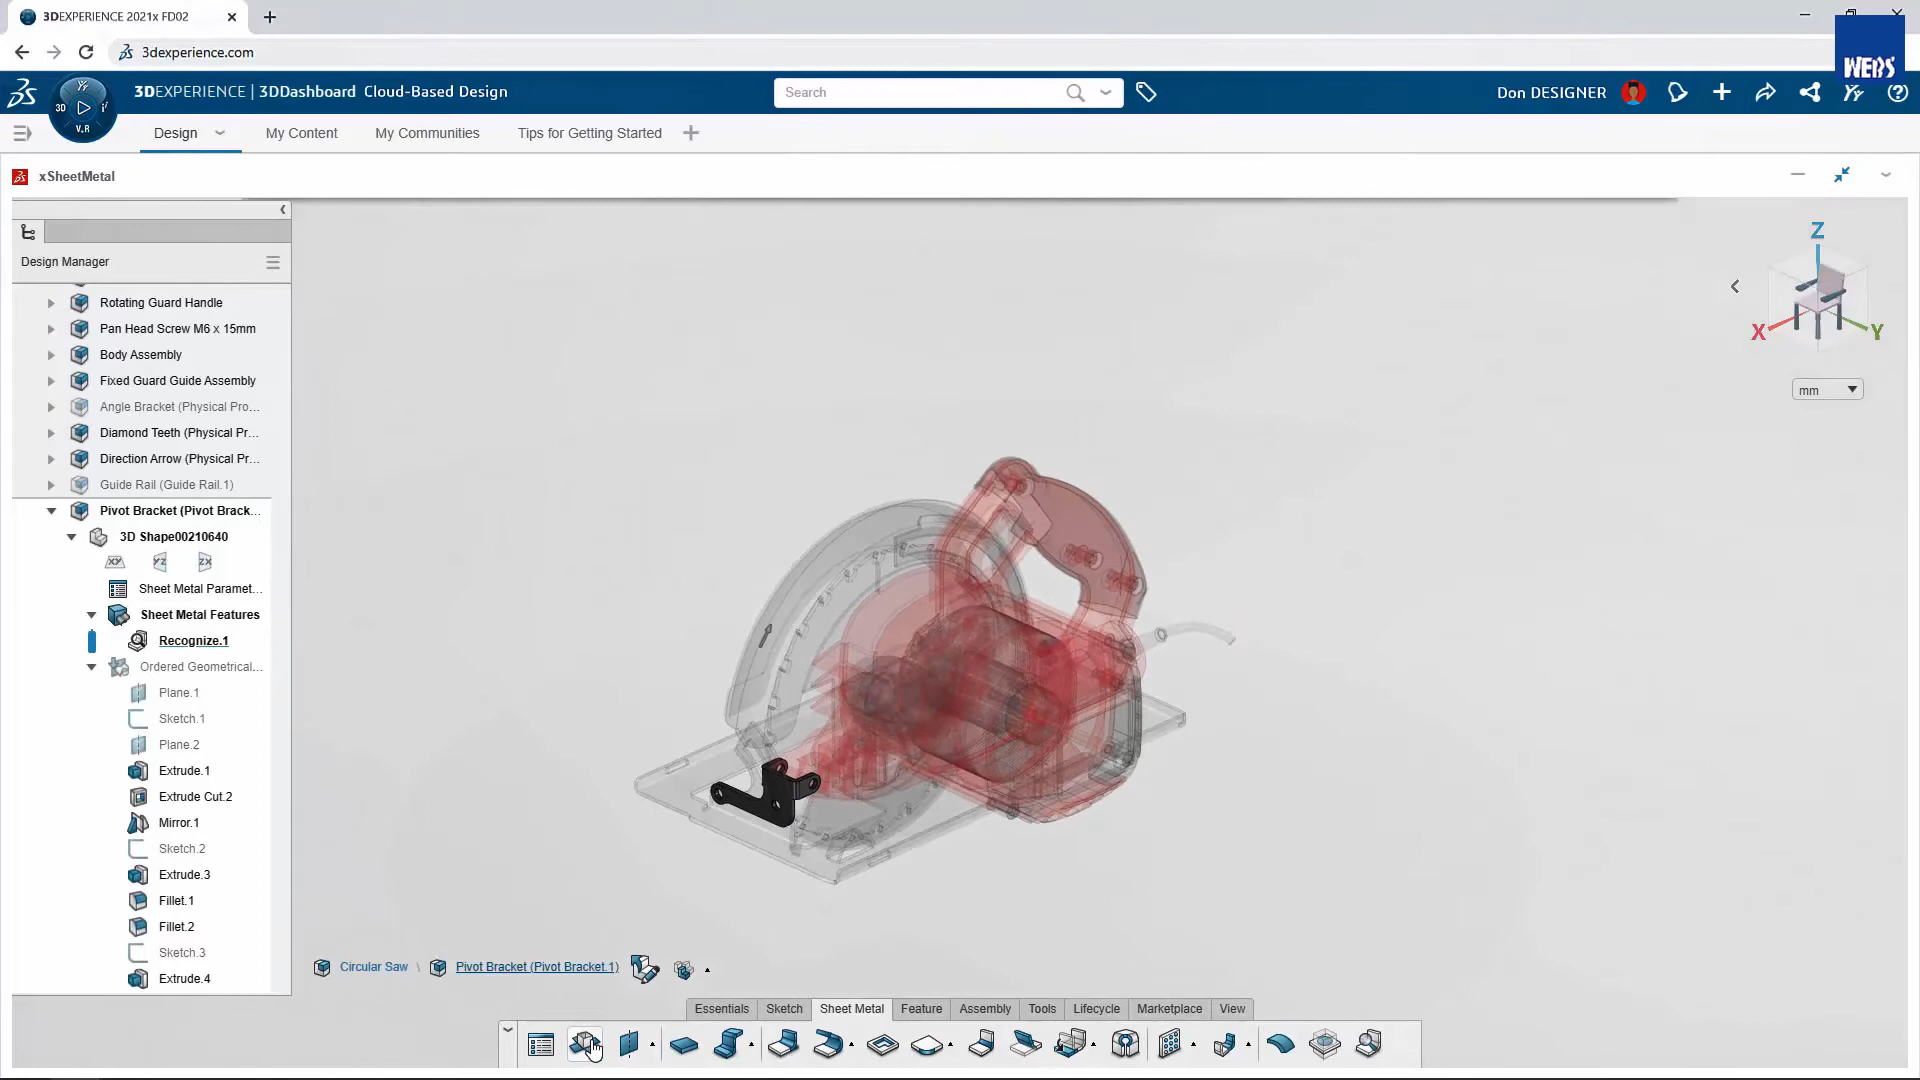 3DEXPERIENCE 2021x FD02
3dexperience.com
WEBS
3D
V.R
3DEXPERIENCE | 3DDashboard Cloud-Based Design
Search
Don DESIGNER
Design
My Content
My Communities
Tips for Getting Started
xSheetMetal
Design Manager
Z
X
Y
mm
Rotating Guard Handle
Pan Head Screw M6 x 15mm
Body Assembly
Fixed Guard Guide Assembly
Angle Bracket (Physical Pro...
Diamond Teeth (Physical Pr...
Direction Arrow (Physical Pr...
Guide Rail (Guide Rail.1)
Pivot Bracket (Pivot Brack...
3D Shape00210640
XY YZ ZX
Sheet Metal Paramet...
Sheet Metal Features
Recognize.1
Ordered Geometrical...
Plane.1
Sketch.1
Plane.2
Extrude.1
Extrude Cut.2
Mirror.1
Sketch.2
Extrude.3
Fillet.1
Fillet.2
Sketch.3
Extrude.4
Circular Saw \ Pivot Bracket (Pivot Bracket.1)
Essentials
Sketch
Sheet Metal
Feature
Assembly
Tools
Lifecycle
Marketplace
View